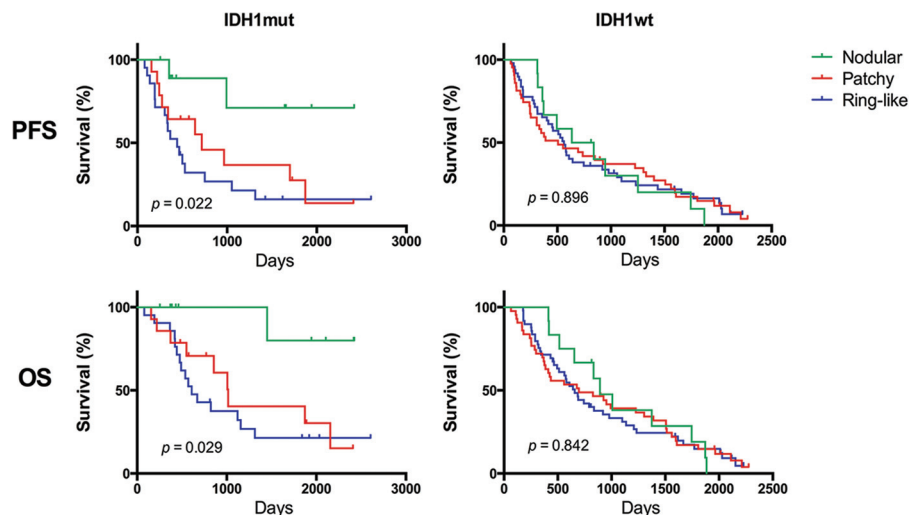 IDH1mut
IDH1wt
Nodular
Patchy
Ring-like
PFS
Survival (%)
100
50
0
p = 0.022
0 1000 2000 3000
Days
Survival (%)
100
50
0
p = 0.896
0 500 1000 1500 2000 2500
Days
OS
Survival (%)
100
50
0
p = 0.029
0 1000 2000 3000
Days
Survival (%)
100
50
0
p = 0.842
0 500 1000 1500 2000 2500
Days